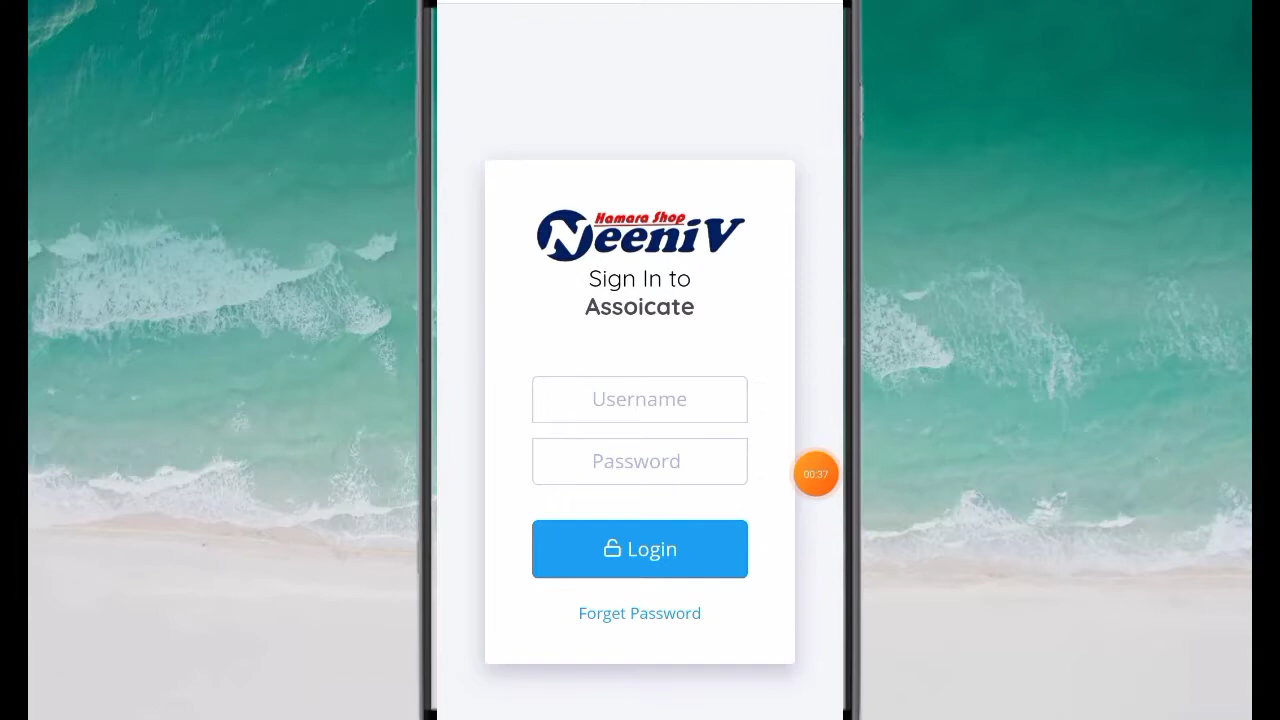 Hamara Shop
NeeniV
Sign In to
Assoicate
Username
Password
00:37
Login
Forget Password